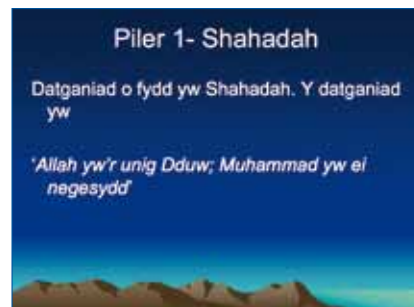 Piler 1- Shahadah
Datganiad o fydd yw Shahadah. Y datganiad
yw
'Allah yw'r unig Dduw; Muhammad yw ei
negesydd'